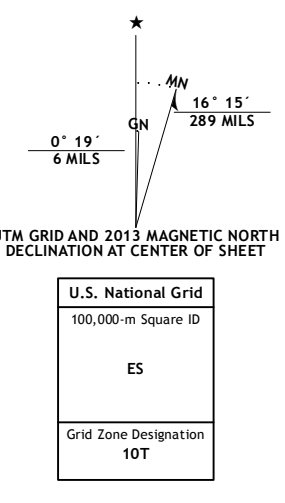 MN
GN
16° 15´
289 MILS
0° 19´
6 MILS
UTM GRID AND 2013 MAGNETIC NORTH
DECLINATION AT CENTER OF SHEET
U.S. National Grid
100,000-m Square ID
ES
Grid Zone Designation
10T